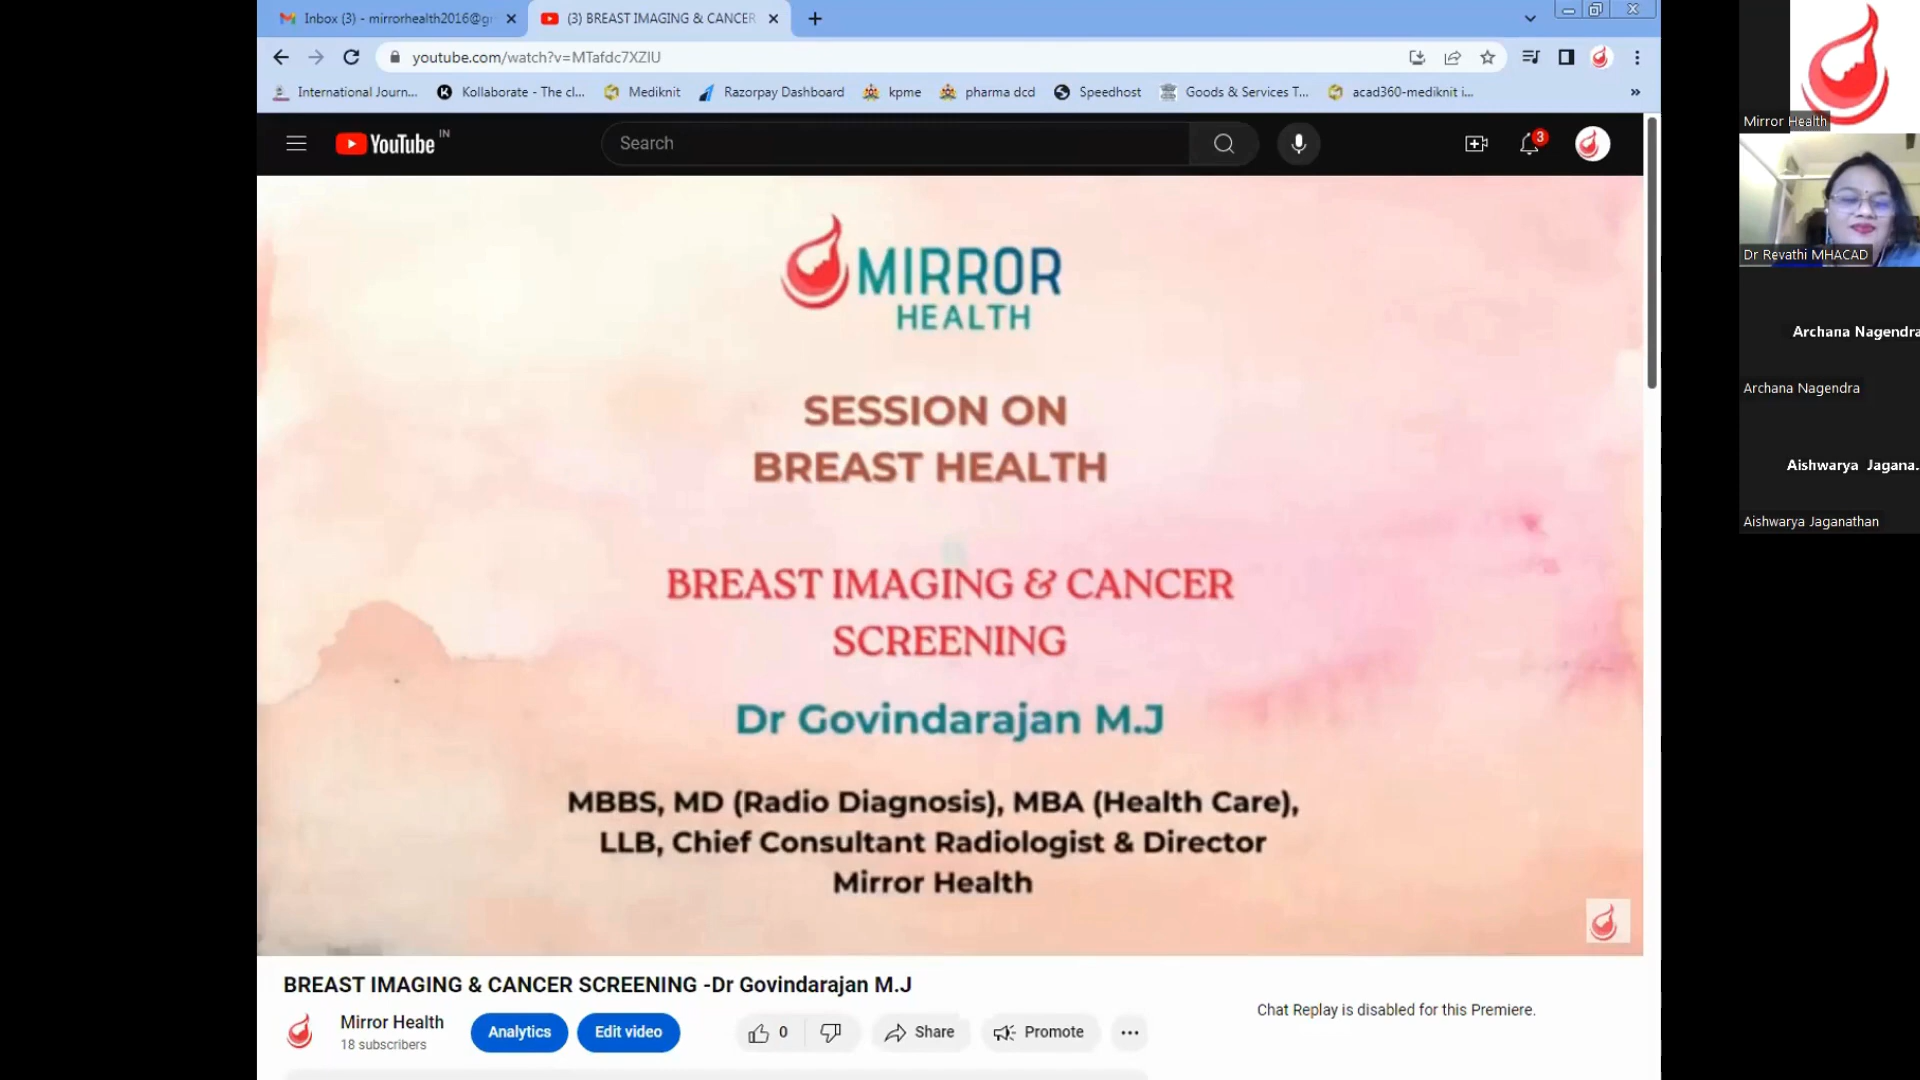 Inbox (3) - mirrorhealth2016@g
(3) BREAST IMAGING & CANCER
youtube.com/watch?v=MTafdc7XZIU
International Journ...
Kollaborate - The cl...
Mediknit
Razorpay Dashboard
kpme
pharma dcd
Speedhost
Goods & Services T...
acad360-mediknit i...
»
YouTube IN
Search
3
MIRROR
HEALTH
SESSION ON
BREAST HEALTH
BREAST IMAGING & CANCER
SCREENING
Dr Govindarajan M.J
MBBS, MD (Radio Diagnosis), MBA (Health Care),
LLB, Chief Consultant Radiologist & Director
Mirror Health
BREAST IMAGING & CANCER SCREENING -Dr Govindarajan M.J
Mirror Health
18 subscribers
Analytics
Edit video
0
Share
Promote
Chat Replay is disabled for this Premiere.
Mirror Health
Dr Revathi MHACAD
Archana Nagendra
Archana Nagendra
Aishwarya Jagana...
Aishwarya Jaganathan